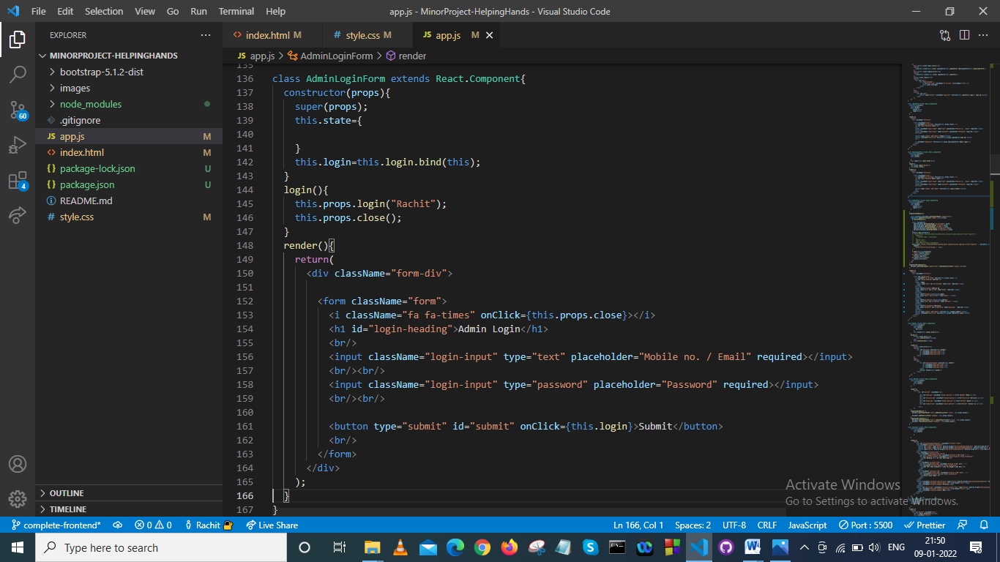 File Edit Selection View Go Run Terminal Help
app.js - MinorProject-HelpingHands - Visual Studio Code
EXPLORER
index.html M
style.css M
JS app.js M
MINORPROJECT-HELPINGHANDS
JS app.js > AdminLoginForm > render
bootstrap-5.1.2-dist
images
node_modules
.gitignore
JS app.js M
index.html M
{} package-lock.json U
{} package.json U
README.md
# style.css M
OUTLINE
TIMELINE
60
4
135
136 class AdminLoginForm extends React.Component{
137 constructor(props){
138 super(props);
139 this.state={
140
141 }
142 this.login=this.login.bind(this);
143 }
144 login(){
145 this.props.login("Rachit");
146 this.props.close();
147 }
148 render(){
149 return(
150 <div className="form-div">
151
152 <form className="form">
153 <i className="fa fa-times" onClick={this.props.close}></i>
154 <h1 id="login-heading">Admin Login</h1>
155 <br/>
156 <input className="login-input" type="text" placeholder="Mobile no. / Email" required></input>
157 <br/><br/>
158 <input className="login-input" type="password" placeholder="Password" required></input>
159 <br/><br/>
160
161 <button type="submit" id="submit" onClick={this.login}>Submit</button>
162 <br/>
163 </form>
164 </div>
165 );
166 }
167 }
Activate Windows
Go to Settings to activate Windows.
complete-frontend* 0 0 Rachit Live Share
Ln 166, Col 1 Spaces: 2 UTF-8 CRLF JavaScript Port : 5500 Prettier
Type here to search
ENG
21:50
09-01-2022